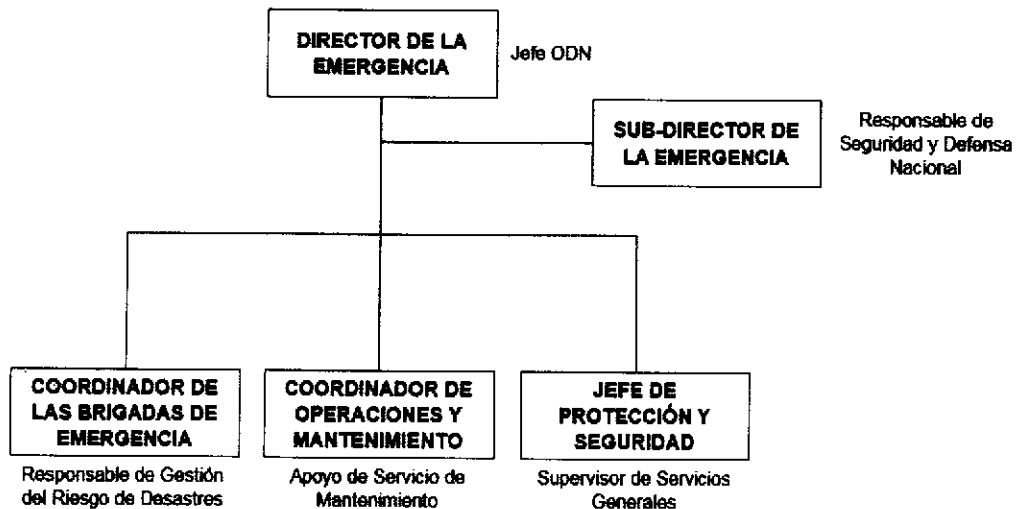 DIRECTOR DE LA
EMERGENCIA
Jefe ODN
SUB-DIRECTOR DE
LA EMERGENCIA
Responsable de
Seguridad y Defensa
Nacional
COORDINADOR DE
LAS BRIGADAS DE
EMERGENCIA
Responsable de Gestión
del Riesgo de Desastres
COORDINADOR DE
OPERACIONES Y
MANTENIMIENTO
Apoyo de Servicio de
Mantenimiento
JEFE DE
PROTECCIÓN Y
SEGURIDAD
Supervisor de Servicios
Generales